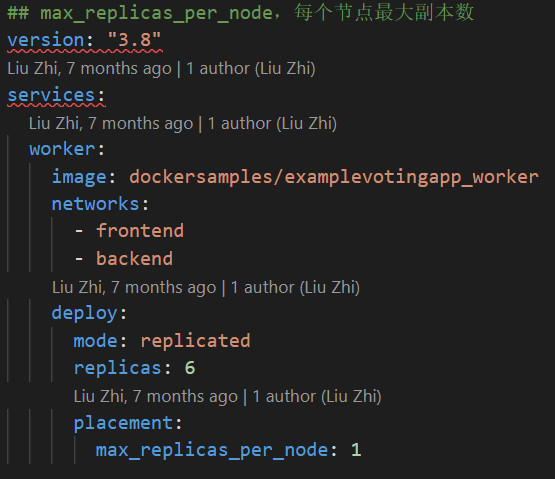 ## max_replicas_per_node，每个节点最大副本数
version: "3.8"
Liu Zhi, 7 months ago | 1 author (Liu Zhi)
services:
Liu Zhi, 7 months ago | 1 author (Liu Zhi)
worker:
image: dockersamples/examplevotingapp_worker
networks:
- frontend
- backend
Liu Zhi, 7 months ago | 1 author (Liu Zhi)
deploy:
mode: replicated
replicas: 6
Liu Zhi, 7 months ago | 1 author (Liu Zhi)
placement:
max_replicas_per_node: 1